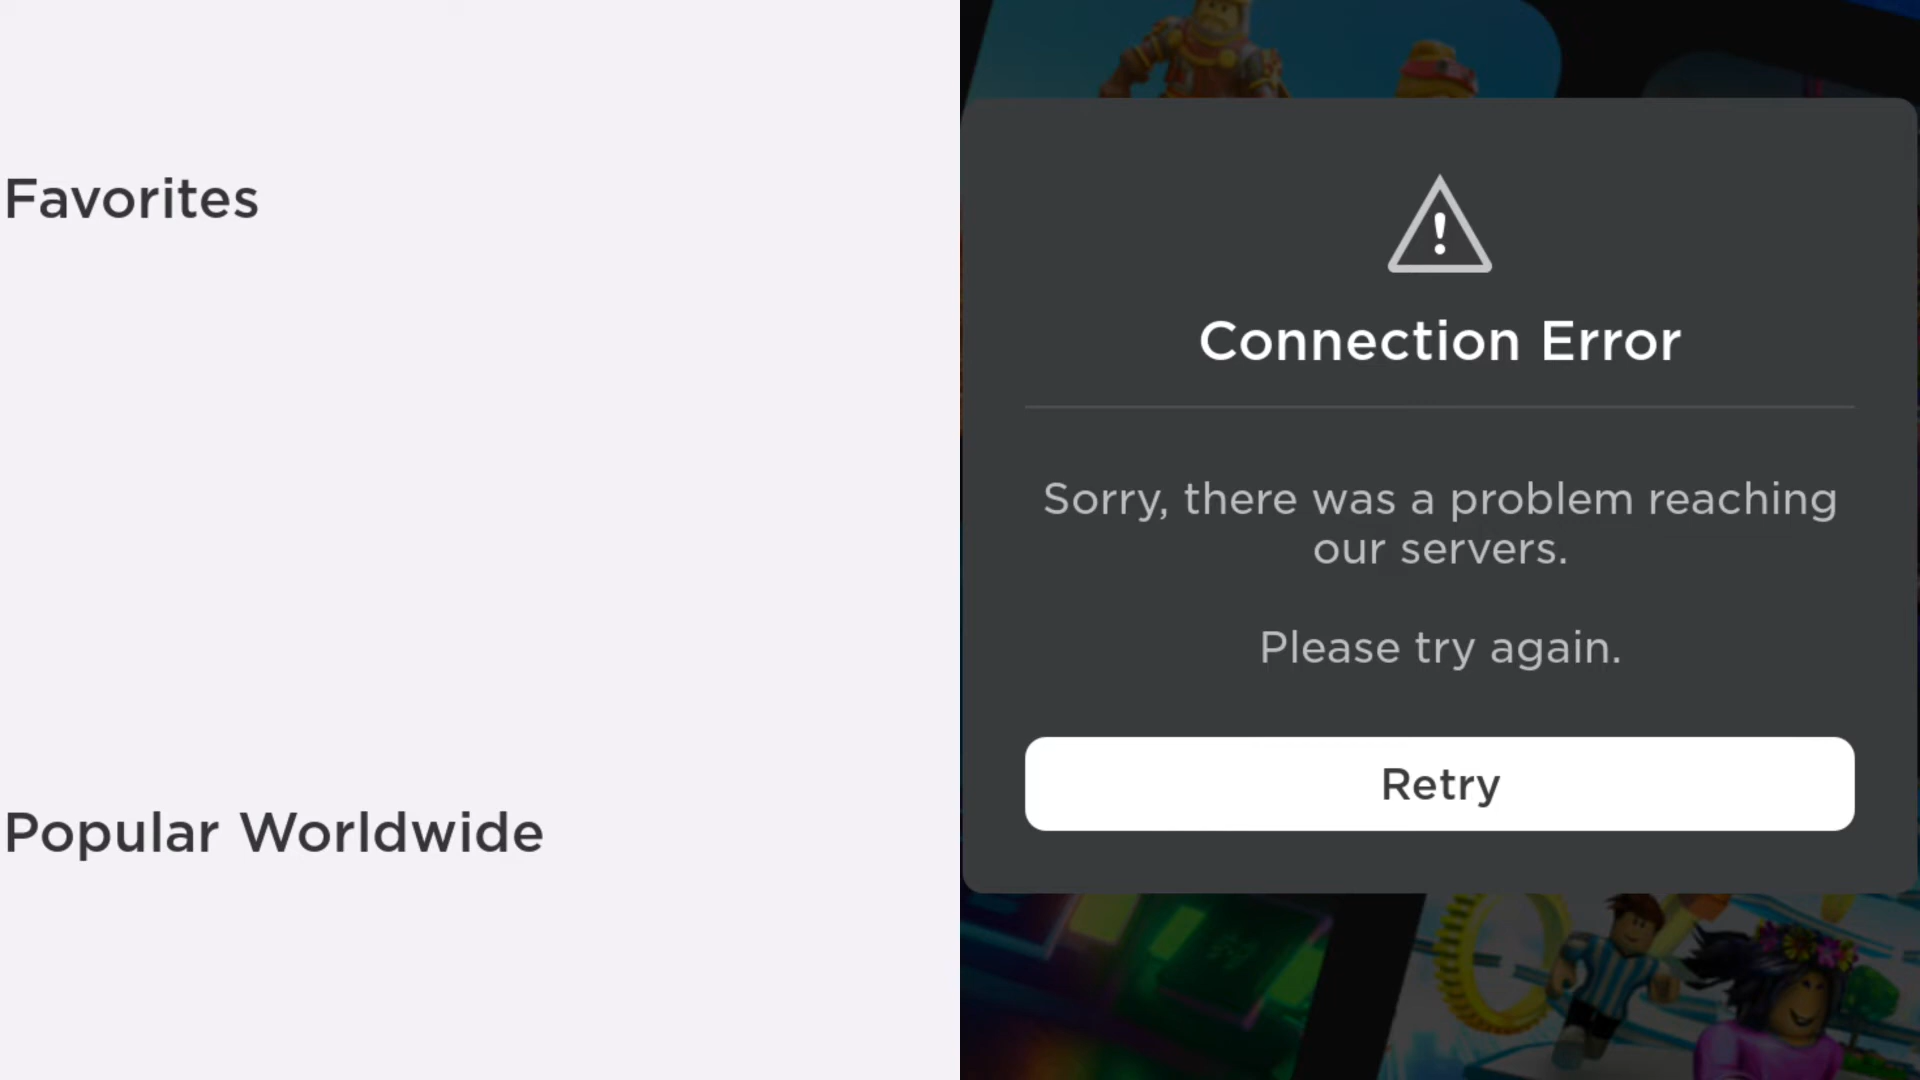 Favorites
Popular Worldwide
!
Connection Error
Sorry, there was a problem reaching
our servers.
Please try again.
Retry